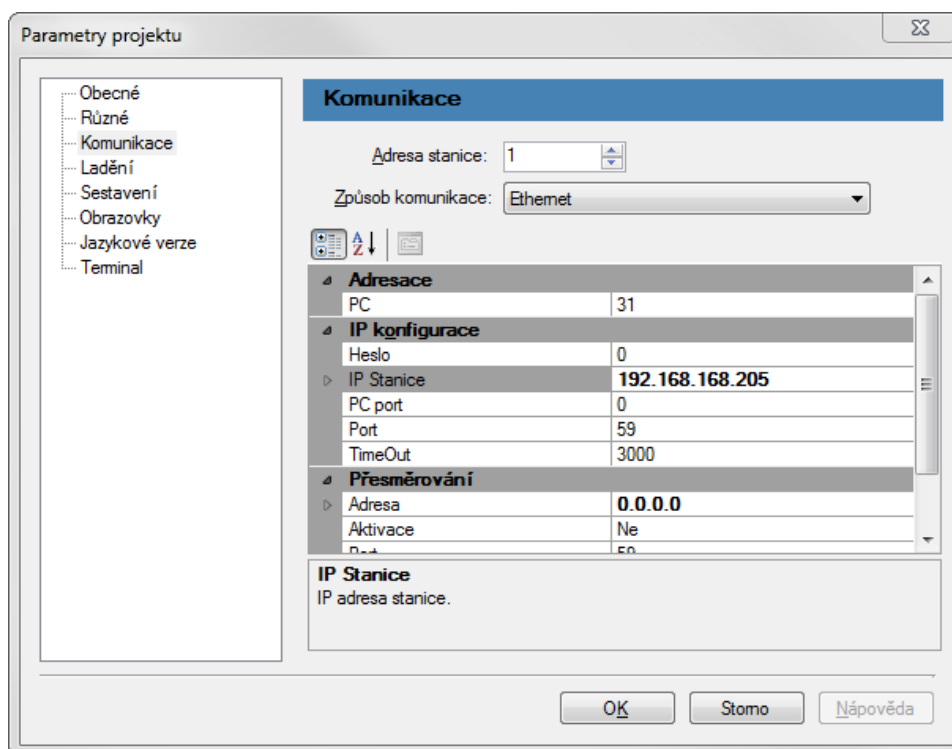 Parametry projektu
Obecné
Různé
Komunikace
Ladění
Sestavení
Obrazovky
Jazykové verze
Terminal
Komunikace
Adresa stanice: 1
Způsob komunikace: Ethernet
Adresace
PC 31
IP konfigurace
Heslo 0
IP Stanice 192.168.168.205
PC port 0
Port 59
TimeOut 3000
Přesměrování
Adresa 0.0.0.0
Aktivace Ne
Port 59
IP Stanice
IP adresa stanice.
OK Storno Nápověda